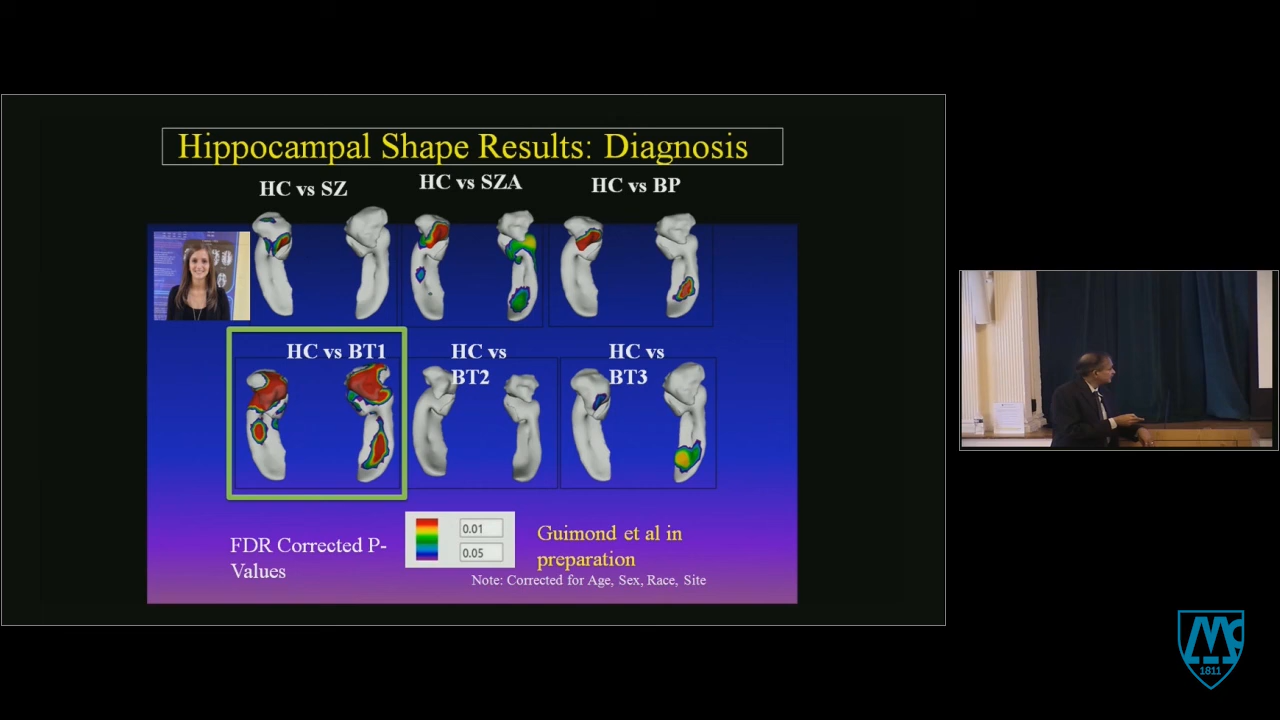 Hippocampal Shape Results: Diagnosis
HC vs SZ
HC vs SZA
HC vs BP
HC vs BT1
HC vs
BT2
HC vs
BT3
FDR Corrected P-
Values
0.01
0.05
Guimond et al in
preparation
Note: Corrected for Age, Sex, Race, Site
1811